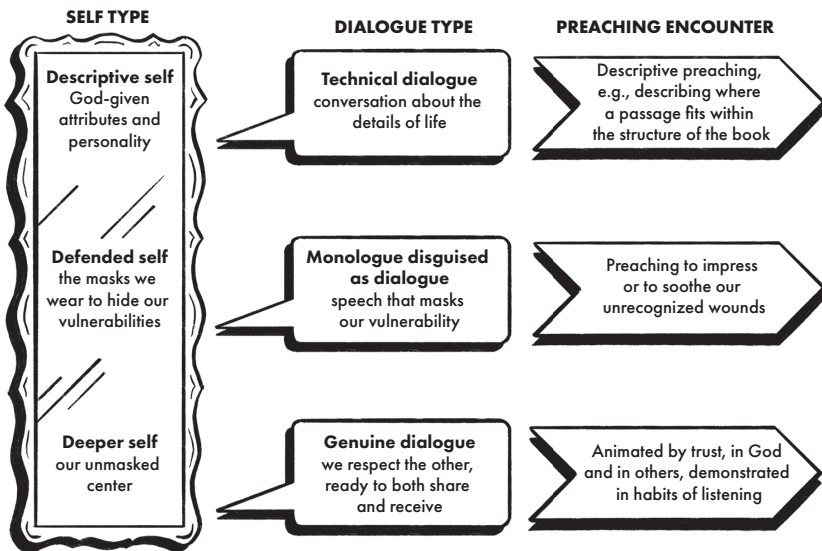 SELF TYPE
DIALOGUE TYPE
PREACHING ENCOUNTER
Descriptive self
God-given
attributes and
personality
Technical dialogue
conversation about the
details of life
Descriptive preaching,
e.g., describing where
a passage fits within
the structure of the book
Defended self
the masks we
wear to hide our
vulnerabilities
Monologue disguised
as dialogue
speech that masks
our vulnerability
Preaching to impress
or to soothe our
unrecognized wounds
Deeper self
our unmasked
center
Genuine dialogue
we respect the other,
ready to both share
and receive
Animated by trust, in God
and in others, demonstrated
in habits of listening